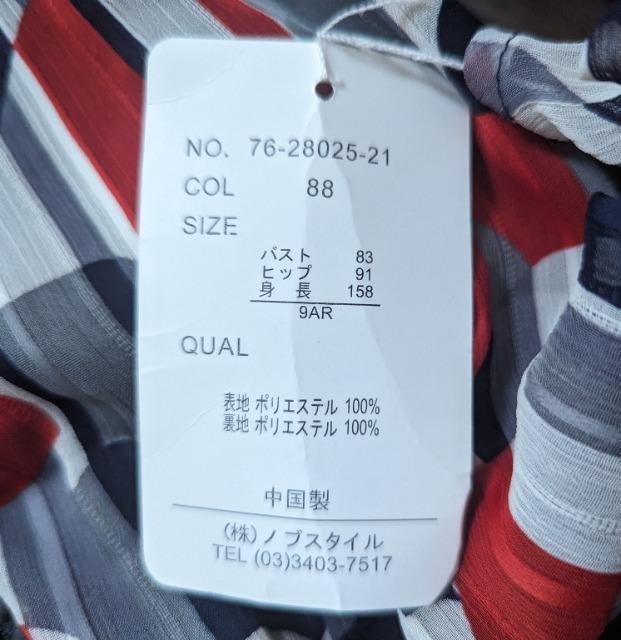 NO. 76-28025-21
COL 88
SIZE
バスト 83
ヒップ 91
身長 158
9AR
QUAL
表地 ポリエステル 100%
裏地 ポリエステル 100%
中国製
(株)ノブスタイル
TEL (03)3403-7517